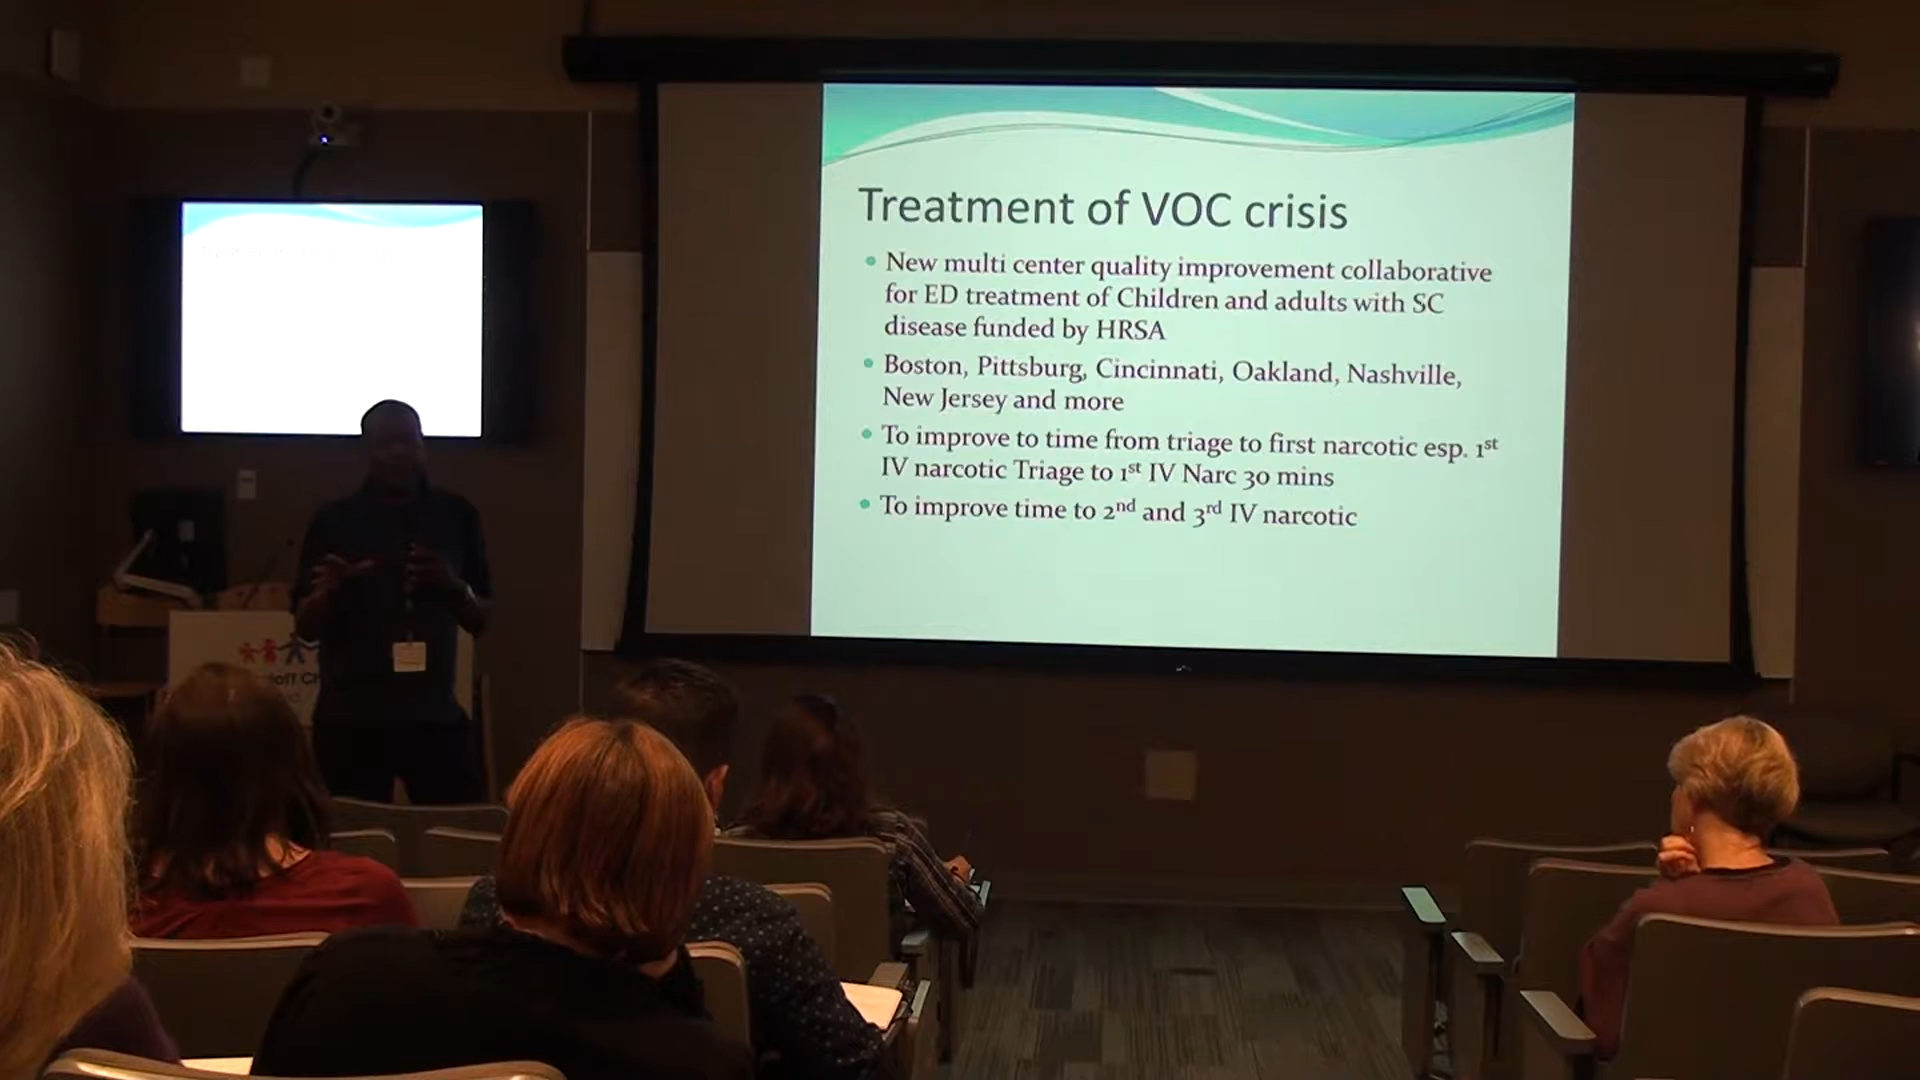 Treatment of VOC crisis
New multi center quality improvement collaborative
for ED treatment of Children and adults with SC
disease funded by HRSA
Boston, Pittsburg, Cincinnati, Oakland, Nashville,
New Jersey and more
To improve to time from triage to first narcotic esp. 1st
IV narcotic Triage to 1st IV Narc 30 mins
To improve time to 2nd and 3rd IV narcotic